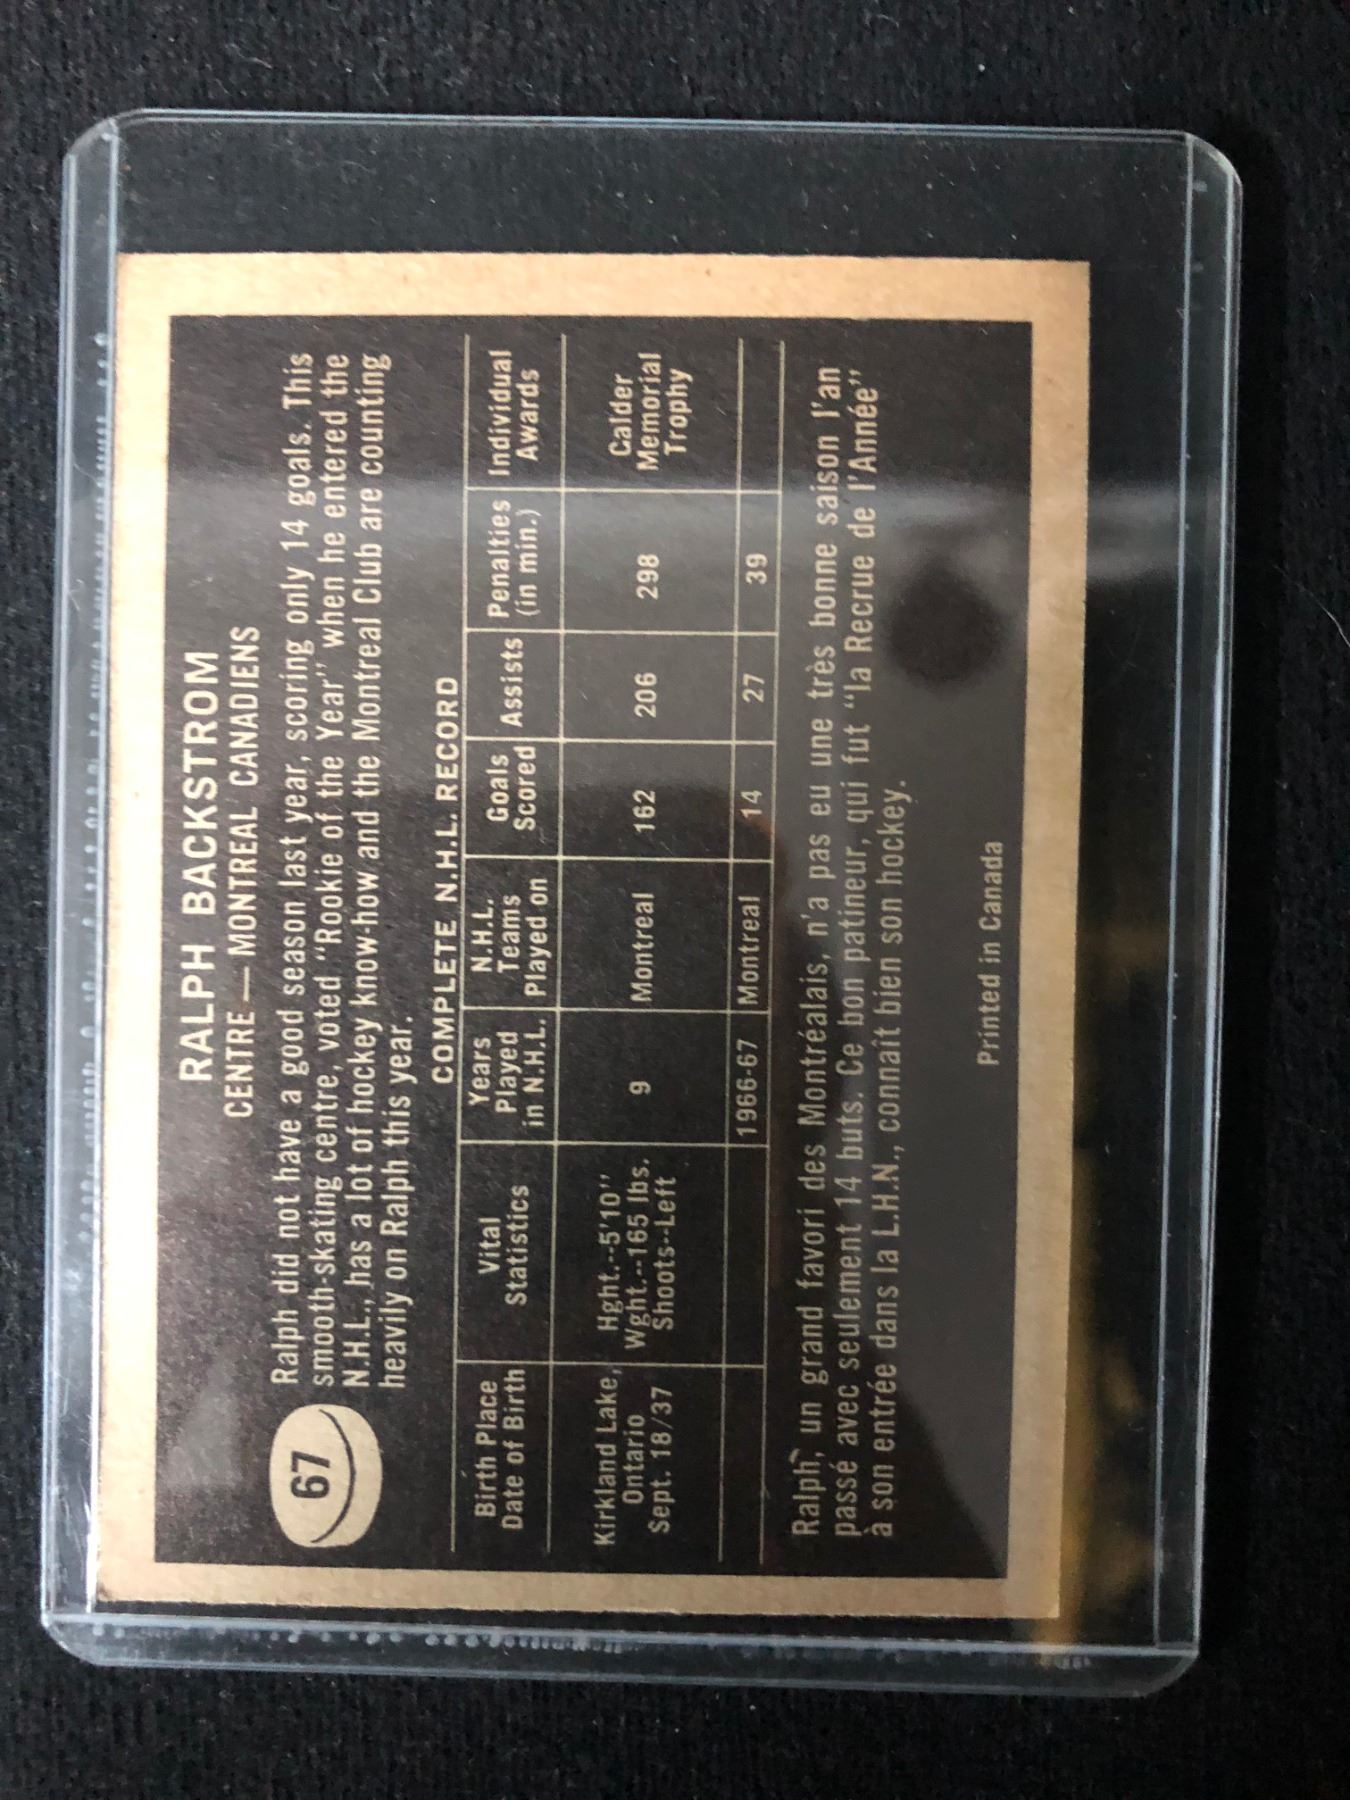 RALPH BACKSTROM
CENTRE — MONTREAL CANADIENS
67
Ralph did not have a good season last year, scoring only 14 goals. This
smooth-skating centre, voted "Rookie of the Year" when he entered the
N.H.L., has a lot of hockey know-how and the Montreal Club are counting
heavily on Ralph this year.
COMPLETE N.H.L. RECORD
Birth Place Date of Birth Vital Statistics Years Played in N.H.L. N.H.L. Teams Played on Goals Scored Assists Penalties (in min.) Individual Awards
Kirkland Lake, Ontario Sept. 18/37 Hght.--5'10" Wght.--165 lbs. Shoots--Left 9 Montreal 162 206 298 Calder Memorial Trophy
1966-67 Montreal 14 27 39
Ralph, un grand favori des Montréalais, n'a pas eu une très bonne saison l'an
passé avec seulement 14 buts. Ce bon patineur, qui fut "la Recrue de l'Année"
à son entrée dans la L.H.N., connaît bien son hockey.
Printed in Canada